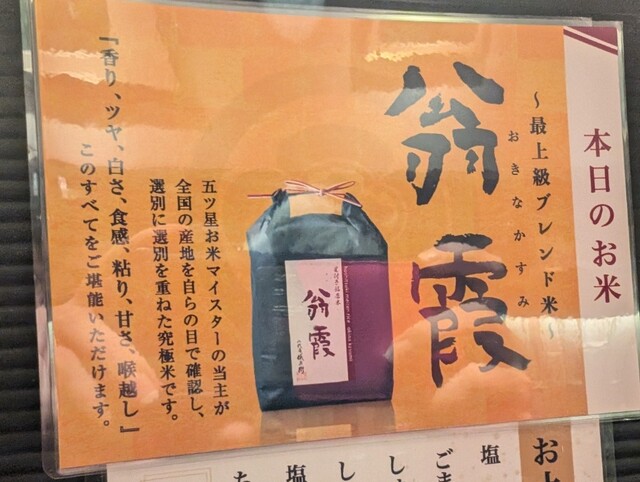 本日のお米
～最上級ブレンド米～
おきなかすみ
翁霞
翁霞
五ツ星お米マイスターの当主が
全国の産地を自らの目で確認し、
選別に選別を重ねた究極米です。
『香り、ツヤ、白さ、食感、粘り、甘さ、喉越し』
このすべてをご堪能いただけます。
塩
ごま
し
し
塩
た